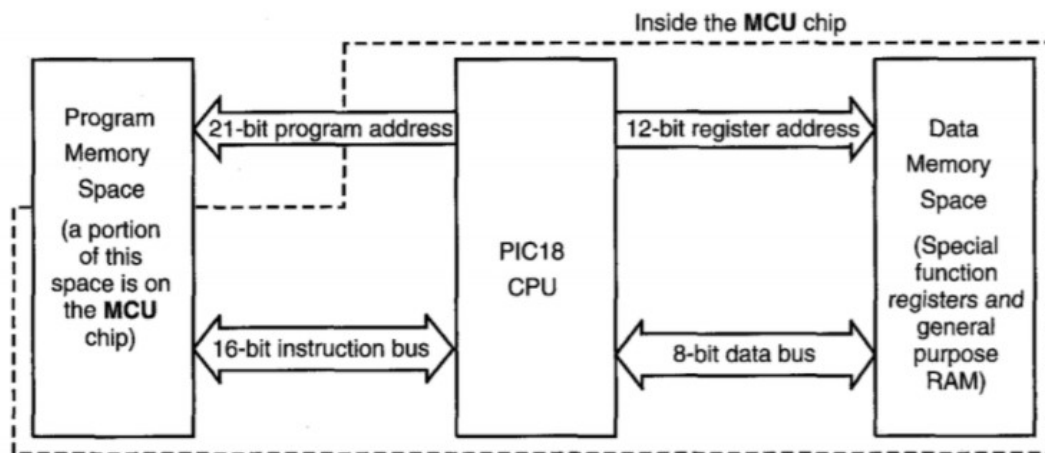 Inside the MCU chip
Program
Memory
Space
(a portion
of this
space is on
the MCU
chip)
21-bit program address
16-bit instruction bus
PIC18
CPU
12-bit register address
8-bit data bus
Data
Memory
Space
(Special
function
registers and
general
purpose
RAM)